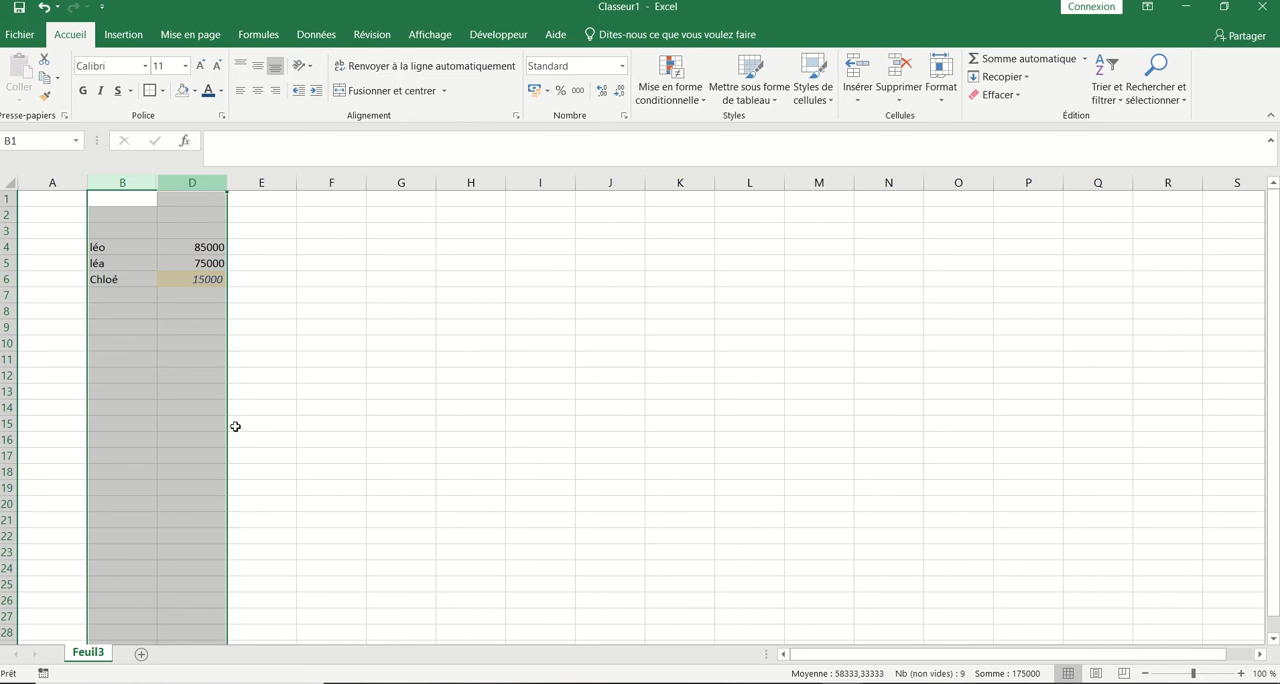 Classeur1 - Excel
Connexion
Fichier Accueil Insertion Mise en page Formules Données Révision Affichage Développeur Aide Dites-nous ce que vous voulez faire Partager
Coller
Calibri 11
Renvoyer à la ligne automatiquement
Standard
G I S
Fusionner et centrer
% 000
Mise en forme conditionnelle
Mettre sous forme de tableau
Styles de cellules
Insérer Supprimer Format
Somme automatique
Recopier
Effacer
Trier et filtrer
Rechercher et sélectionner
Presse-papiers Police Alignement Nombre Styles Cellules Édition
B1 fx
A B D E F G H I J K L M N O P Q R S
1
2
3
4 léo 85000
5 léa 75000
6 Chloé 15000
7
8
9
10
11
12
13
14
15
16
17
18
19
20
21
22
23
24
25
26
27
28
Feuil3
Prêt Moyenne : 58333,33333 Nb (non vides) : 9 Somme : 175000 100 %